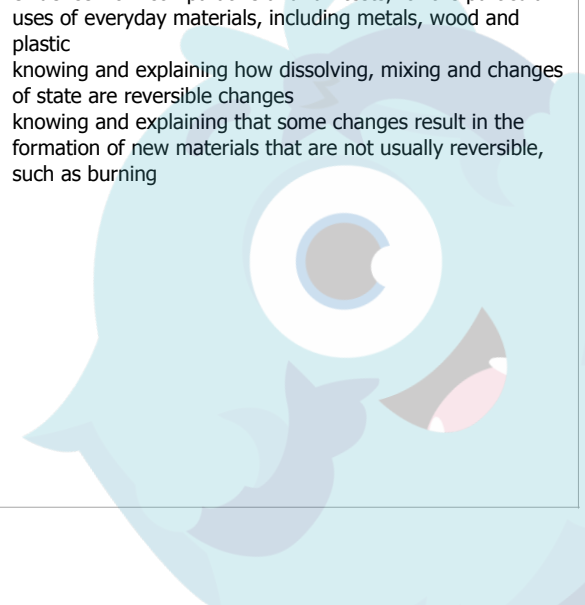 uses of everyday materials, including metals, wood and
plastic
knowing and explaining how dissolving, mixing and changes
of state are reversible changes
knowing and explaining that some changes result in the
formation of new materials that are not usually reversible,
such as burning